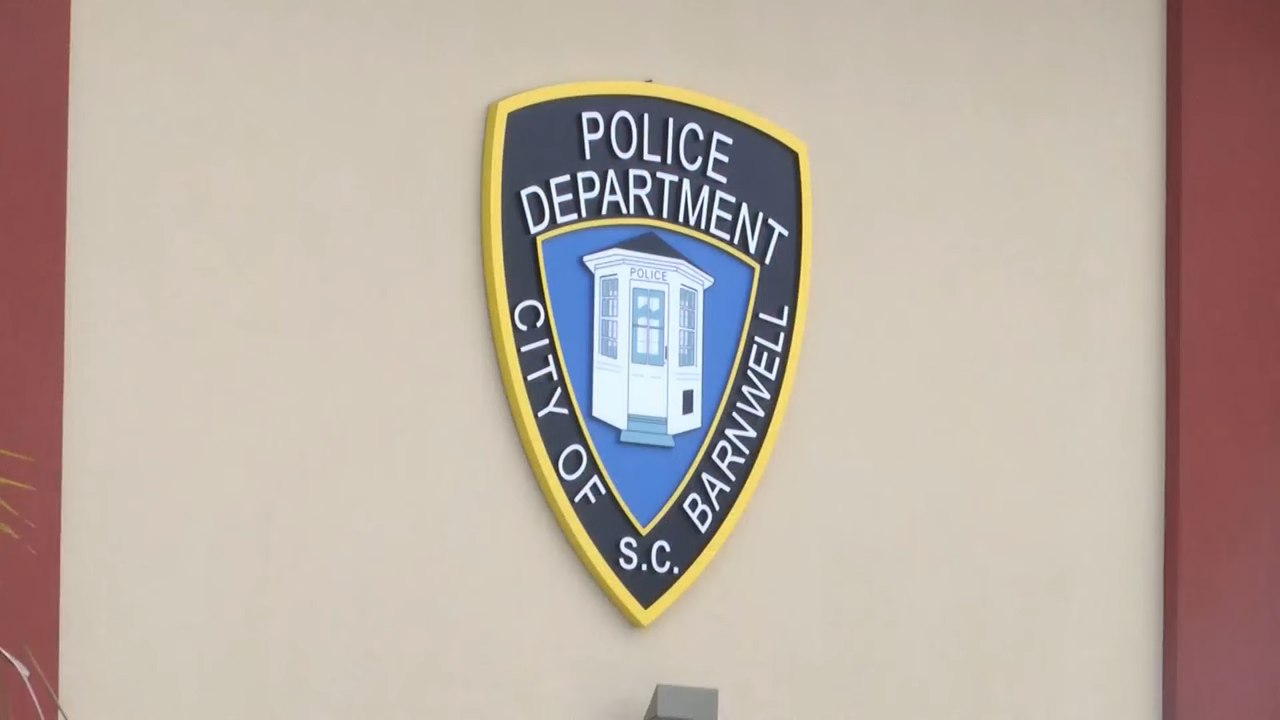 POLICE
DEPARTMENT
POLICE
CITY OF
BARNWELL
S.C.